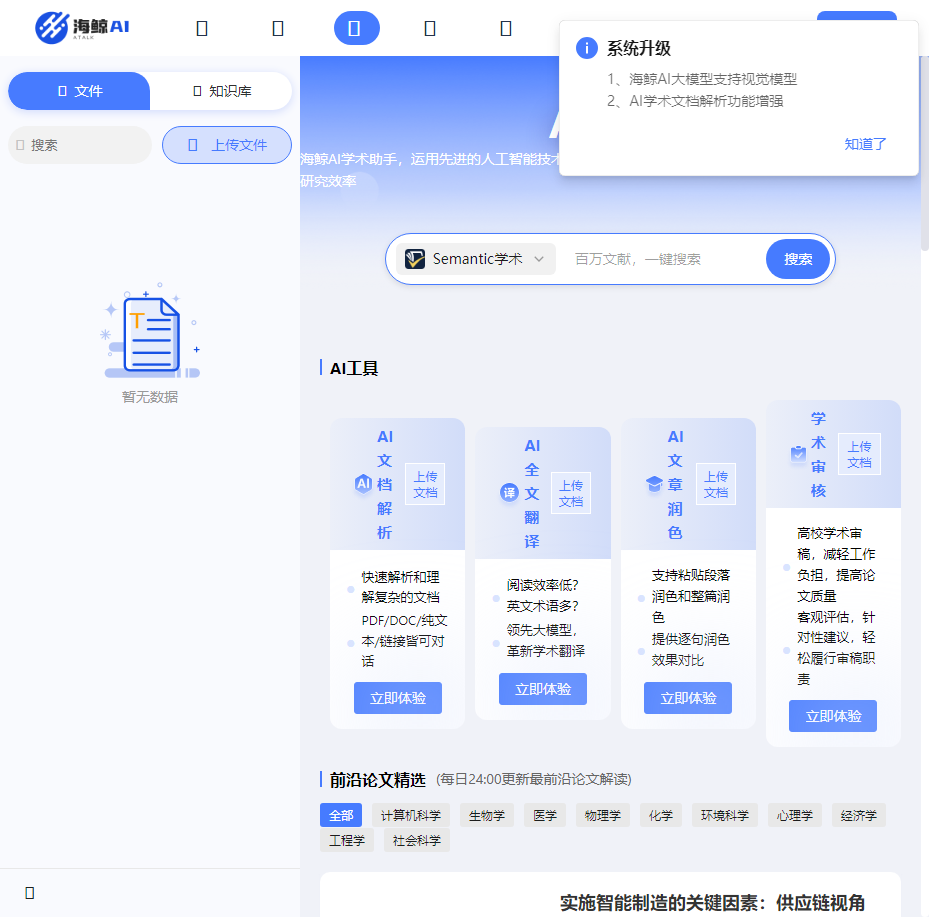 海鲸AI
ATALK
系统升级
1、海鲸AI大模型支持视觉模型
2、AI学术文档解析功能增强
知道了
文件
知识库
搜索
上传文件
暂无数据
海鲸AI学术助手，运用先进的人工智能技术
研究效率
Semantic学术
百万文献，一键搜索
搜索
AI工具
AI
文
档
解
析
上传
文档
快速解析和理
解复杂的文档
PDF/DOC/纯文
本/链接皆可对
话
立即体验
AI
全
文
翻
译
译
上传
文档
阅读效率低？
英文术语多？
领先大模型，
革新学术翻译
立即体验
AI
文
章
润
色
上传
文档
支持粘贴段落
润色和整篇润
色
提供逐句润色
效果对比
立即体验
学
术
审
核
上传
文档
高校学术审
稿，减轻工作
负担，提高论
文质量
客观评估，针
对性建议，轻
松履行审稿职
责
立即体验
前沿论文精选 (每日24:00更新最前沿论文解读)
全部 计算机科学 生物学 医学 物理学 化学 环境科学 心理学 经济学
工程学 社会科学
实施智能制造的关键因素：供应链视角